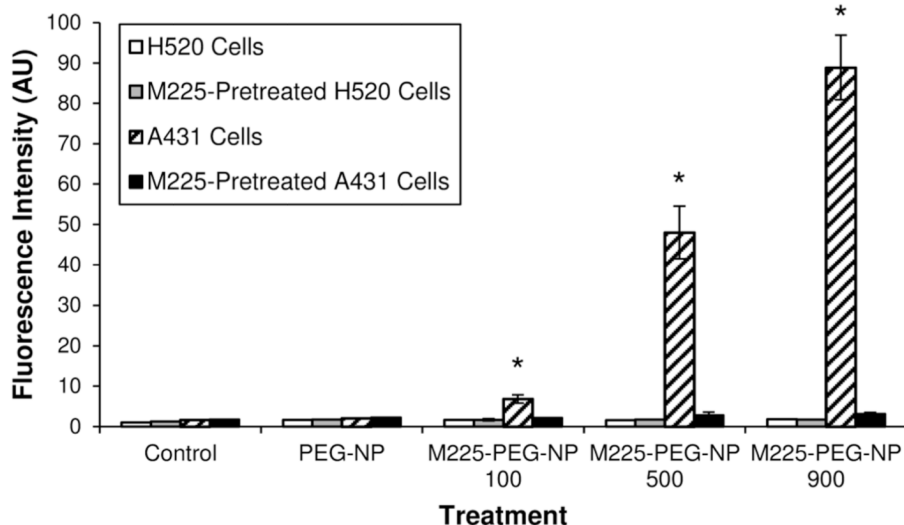 Fluorescence Intensity (AU)
100
90
80
70
60
50
40
30
20
10
0
H520 Cells
M225-Pretreated H520 Cells
A431 Cells
M225-Pretreated A431 Cells
*
*
*
Control
PEG-NP
M225-PEG-NP
100
M225-PEG-NP
500
M225-PEG-NP
900
Treatment